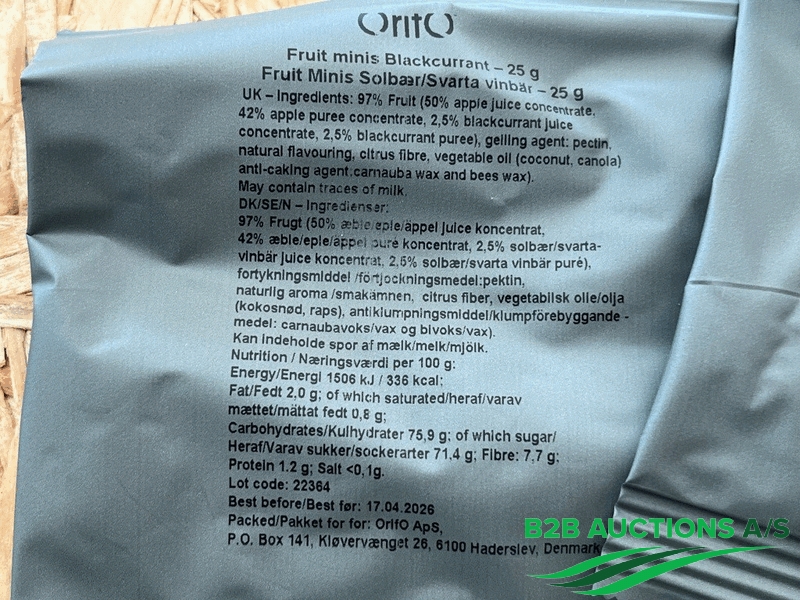 OrifO
Fruit minis Blackcurrant – 25 g
Fruit Minis Solbær/Svarta vinbär – 25 g
UK – Ingredients: 97% Fruit (50% apple juice concentrate,
42% apple puree concentrate, 2,5% blackcurrant juice
concentrate, 2,5% blackcurrant puree), gelling agent: pectin,
natural flavouring, citrus fibre, vegetable oil (coconut, canola)
anti-caking agent:carnauba wax and bees wax).
May contain traces of milk.
DK/SE/N – Ingredienser:
97% Frugt (50% æble/eple/äppel juice koncentrat,
42% æble/eple/äppel puré koncentrat, 2,5% solbær/svarta-
vinbär juice koncentrat, 2,5% solbær/svarta vinbär puré),
fortykningsmiddel /förtjockningsmedel:pektin,
naturlig aroma /smakämnen, citrus fiber, vegetabilsk olie/olja
(kokosnød, raps), antiklumpningsmiddel/klumpförebyggande -
medel: carnaubavoks/vax og bivoks/vax).
Kan indeholde spor af mælk/melk/mjölk.
Nutrition / Næringsværdi per 100 g:
Energy/Energi 1506 kJ / 336 kcal;
Fat/Fedt 2,0 g; of which saturated/heraf/varav
mættet/mättat fedt 0,8 g;
Carbohydrates/Kulhydrater 75,9 g; of which sugar/
Heraf/Varav sukker/sockerarter 71,4 g; Fibre: 7,7 g;
Protein 1.2 g; Salt <0,1g.
Lot code: 22364
Best before/Best før: 17.04.2026
Packed/Pakket for for: OrifO ApS,
P.O. Box 141, Kløvervænget 26, 6100 Haderslev, Denmark
B2B AUCTIONS A/S